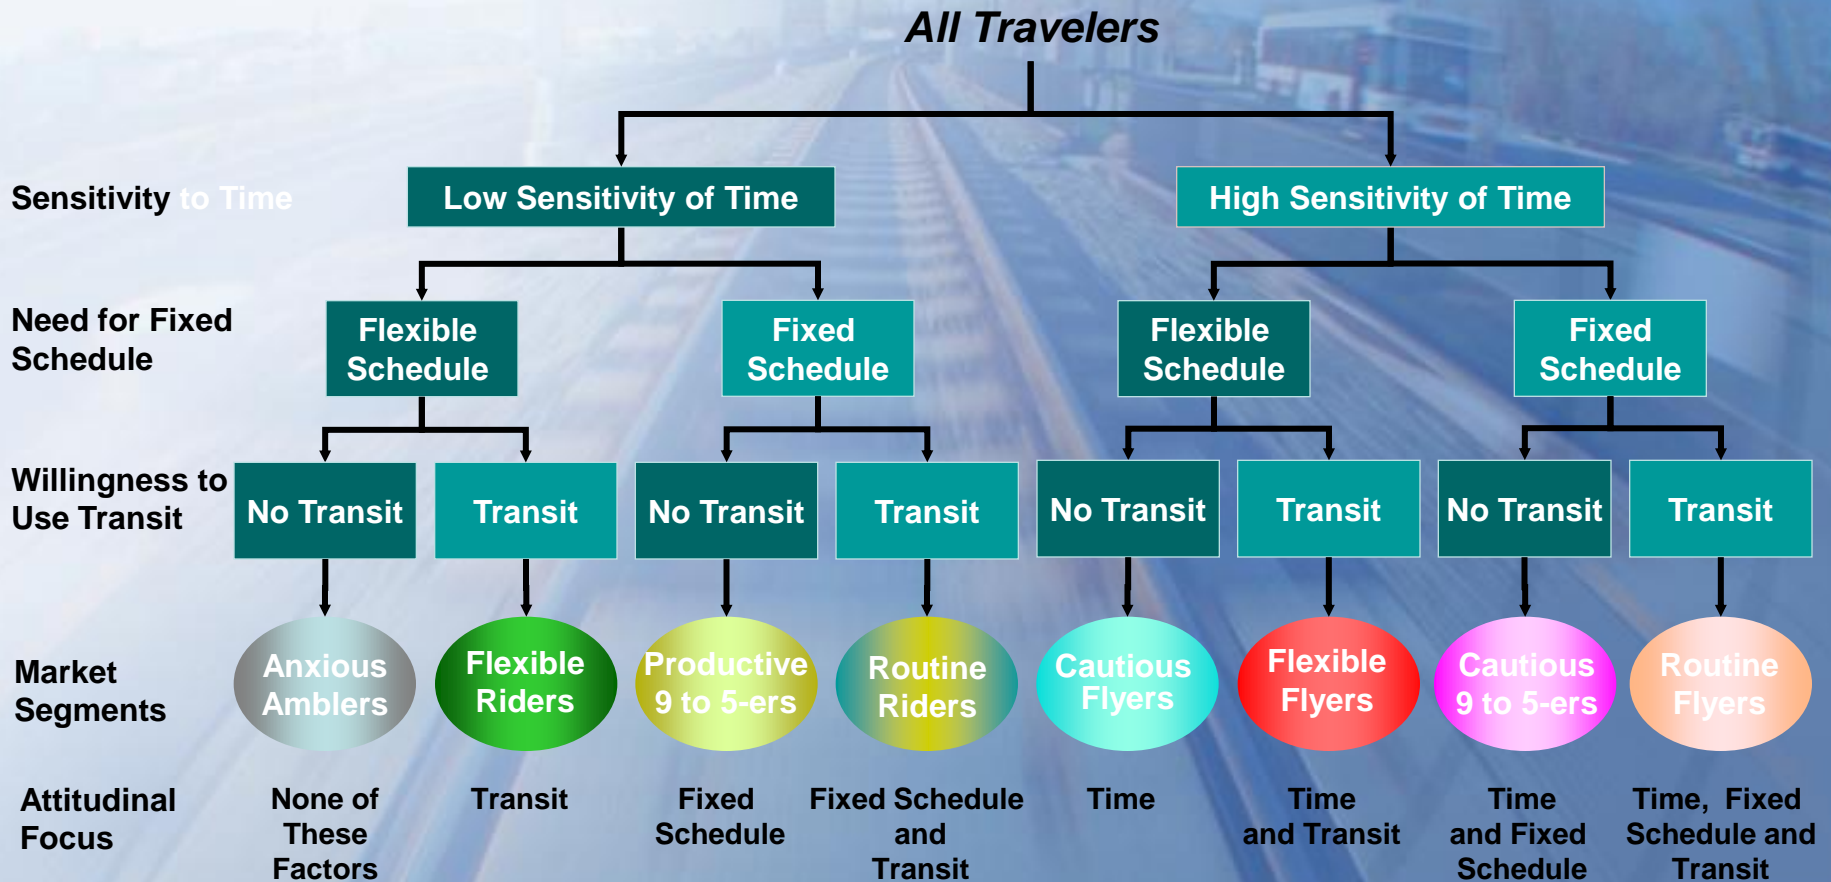 All Travelers
Sensitivity to Time
Low Sensitivity of Time
High Sensitivity of Time
Need for Fixed
Schedule
Flexible
Schedule
Fixed
Schedule
Flexible
Schedule
Fixed
Schedule
Willingness to
Use Transit
No Transit
Transit
No Transit
Transit
No Transit
Transit
No Transit
Transit
Market
Segments
Anxious
Amblers
Flexible
Riders
Productive
9 to 5-ers
Routine
Riders
Cautious
Flyers
Flexible
Flyers
Cautious
9 to 5-ers
Routine
Flyers
Attitudinal
Focus
None of
These
Factors
Transit
Fixed
Schedule
Fixed Schedule
and
Transit
Time
Time
and Transit
Time
and Fixed
Schedule
Time, Fixed
Schedule and
Transit